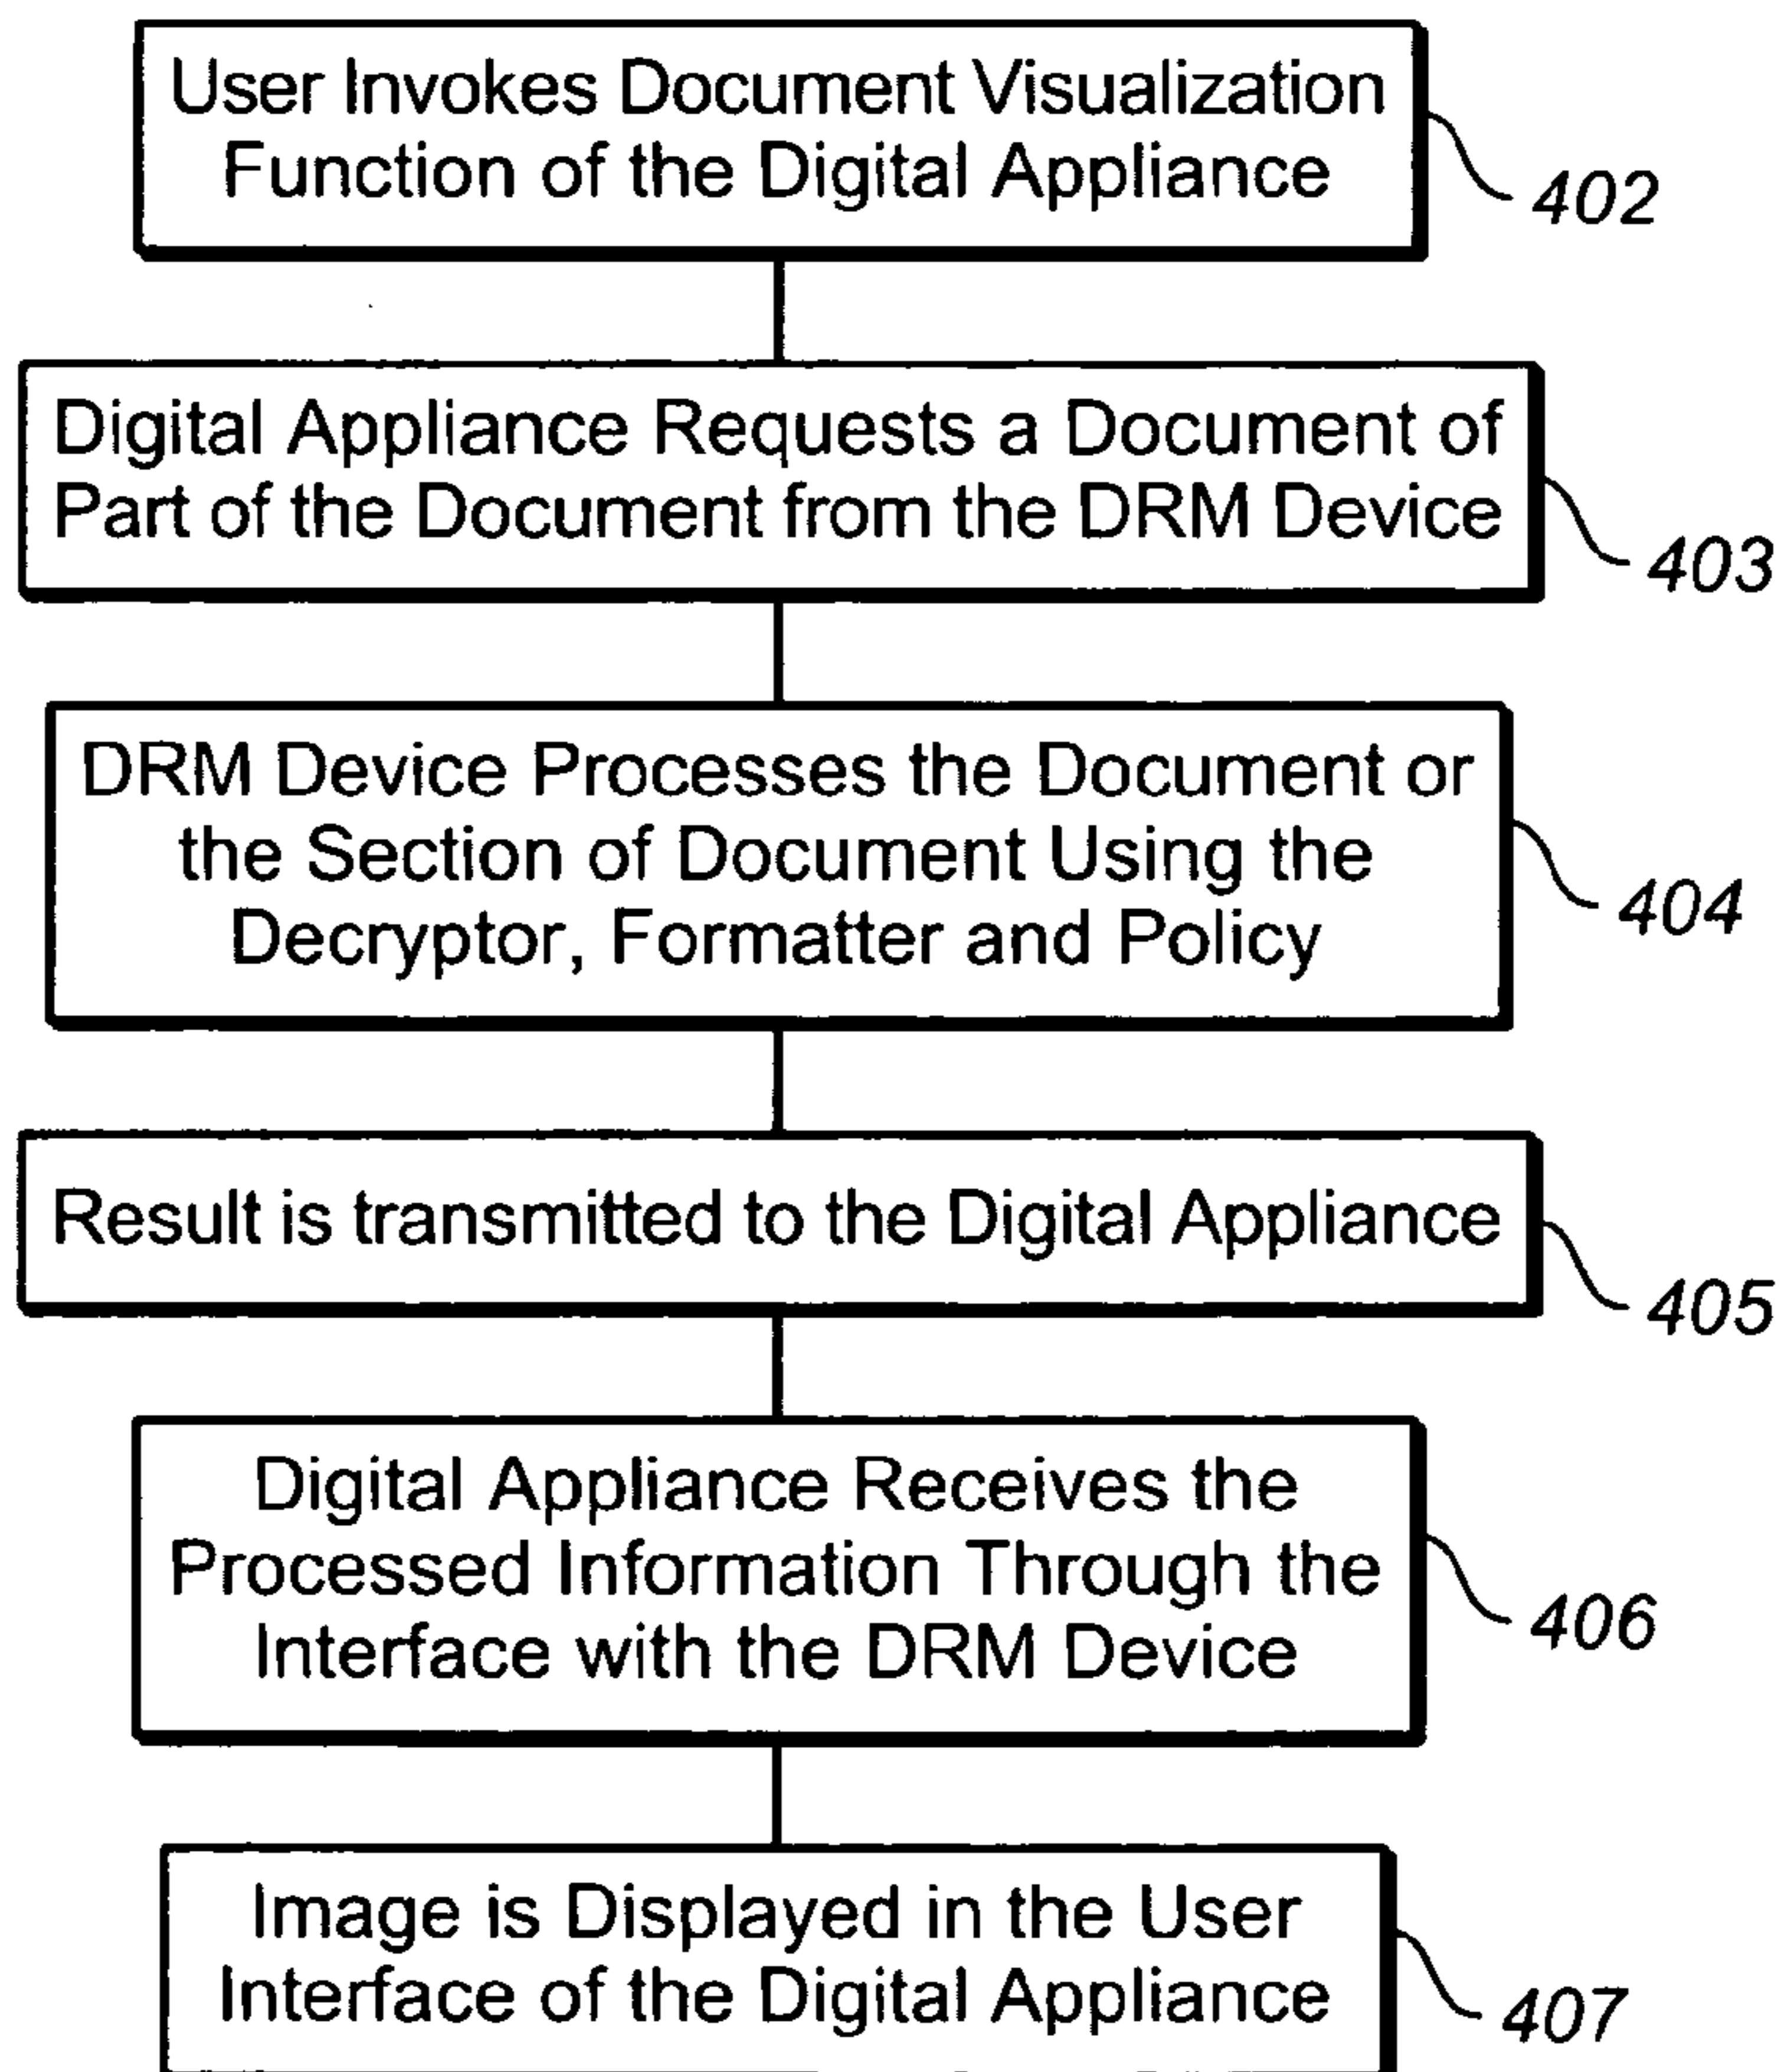 User Invokes Document Visualization
Function of the Digital Appliance
402
Digital Appliance Requests a Document of
Part of the Document from the DRM Device
403
DRM Device Processes the Document or
the Section of Document Using the
Decryptor, Formatter and Policy
404
Result is transmitted to the Digital Appliance
405
Digital Appliance Receives the
Processed Information Through the
Interface with the DRM Device
406
Image is Displayed in the User
Interface of the Digital Appliance
407